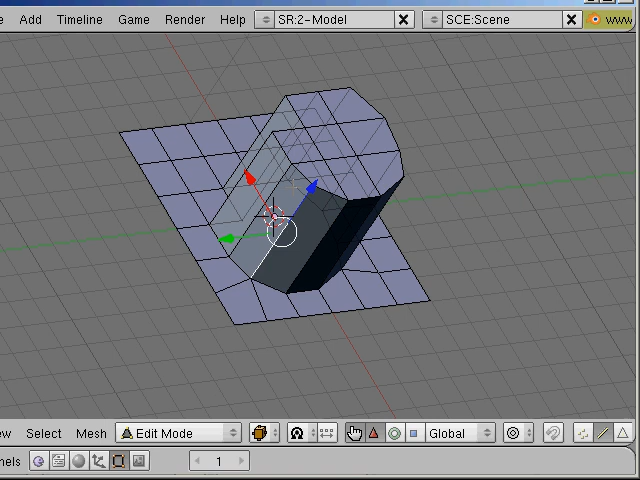 Add Timeline Game Render Help SR:2-Model SCE:Scene www
Select Mesh Edit Mode Global
1